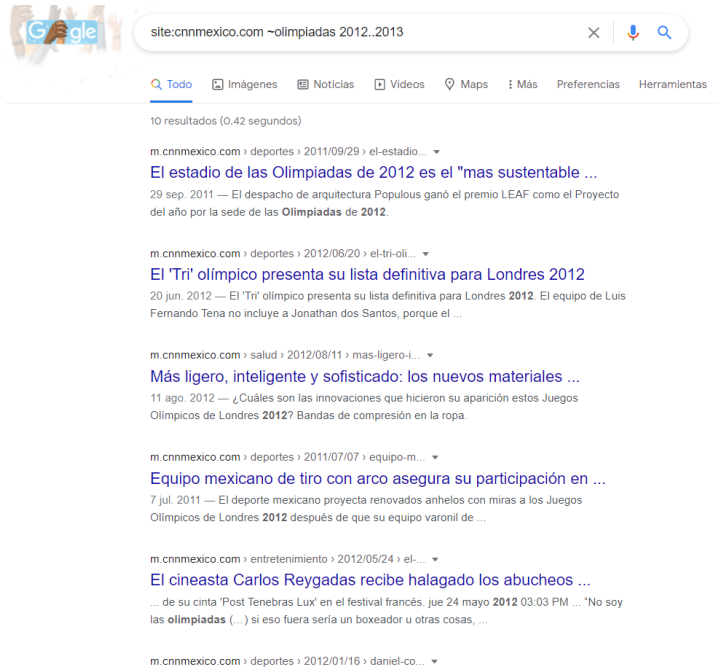 Google
site:cnnmexico.com ~olimpiadas 2012..2013
Todo Imágenes Noticias Vídeos Maps Más Preferencias Herramientas
10 resultados (0.42 segundos)
m.cnnmexico.com › deportes › 2011/09/29 › el-estadio...
El estadio de las Olimpiadas de 2012 es el "mas sustentable ...
29 sep. 2011 — El despacho de arquitectura Populous ganó el premio LEAF como el Proyecto
del año por la sede de las Olimpiadas de 2012.
m.cnnmexico.com › deportes › 2012/06/20 › el-tri-oli...
El 'Tri' olímpico presenta su lista definitiva para Londres 2012
20 jun. 2012 — El 'Tri' olímpico presenta su lista definitiva para Londres 2012. El equipo de Luis
Fernando Tena no incluye a Jonathan dos Santos, porque el ...
m.cnnmexico.com › salud › 2012/08/11 › mas-ligero-i...
Más ligero, inteligente y sofisticado: los nuevos materiales ...
11 ago. 2012 — ¿Cuáles son las innovaciones que hicieron su aparición estos Juegos
Olímpicos de Londres 2012? Bandas de compresión en la ropa.
m.cnnmexico.com › deportes › 2011/07/07 › equipo-m...
Equipo mexicano de tiro con arco asegura su participación en ...
7 jul. 2011 — El deporte mexicano proyecta renovados anhelos con miras a los Juegos
Olímpicos de Londres 2012 después de que su equipo varonil de ...
m.cnnmexico.com › entretenimiento › 2012/05/24 › el-...
El cineasta Carlos Reygadas recibe halagado los abucheos ...
... de su cinta 'Post Tenebras Lux' en el festival francés. jue 24 mayo 2012 03:03 PM ... "No soy
las olimpiadas (...) si eso fuera sería un boxeador u otras cosas, ...
m.cnnmexico.com › deportes › 2012/01/16 › daniel-co...